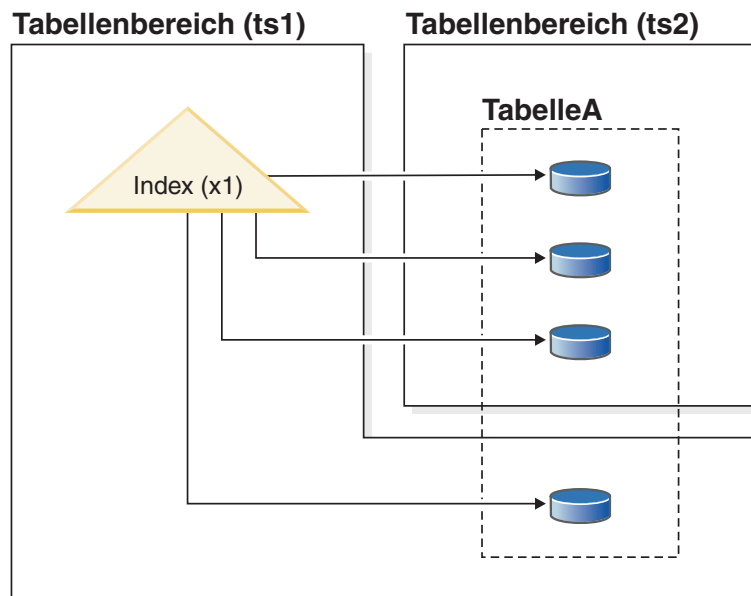 Tabellenbereich (ts1)
Tabellenbereich (ts2)
TabelleA
Index (x1)